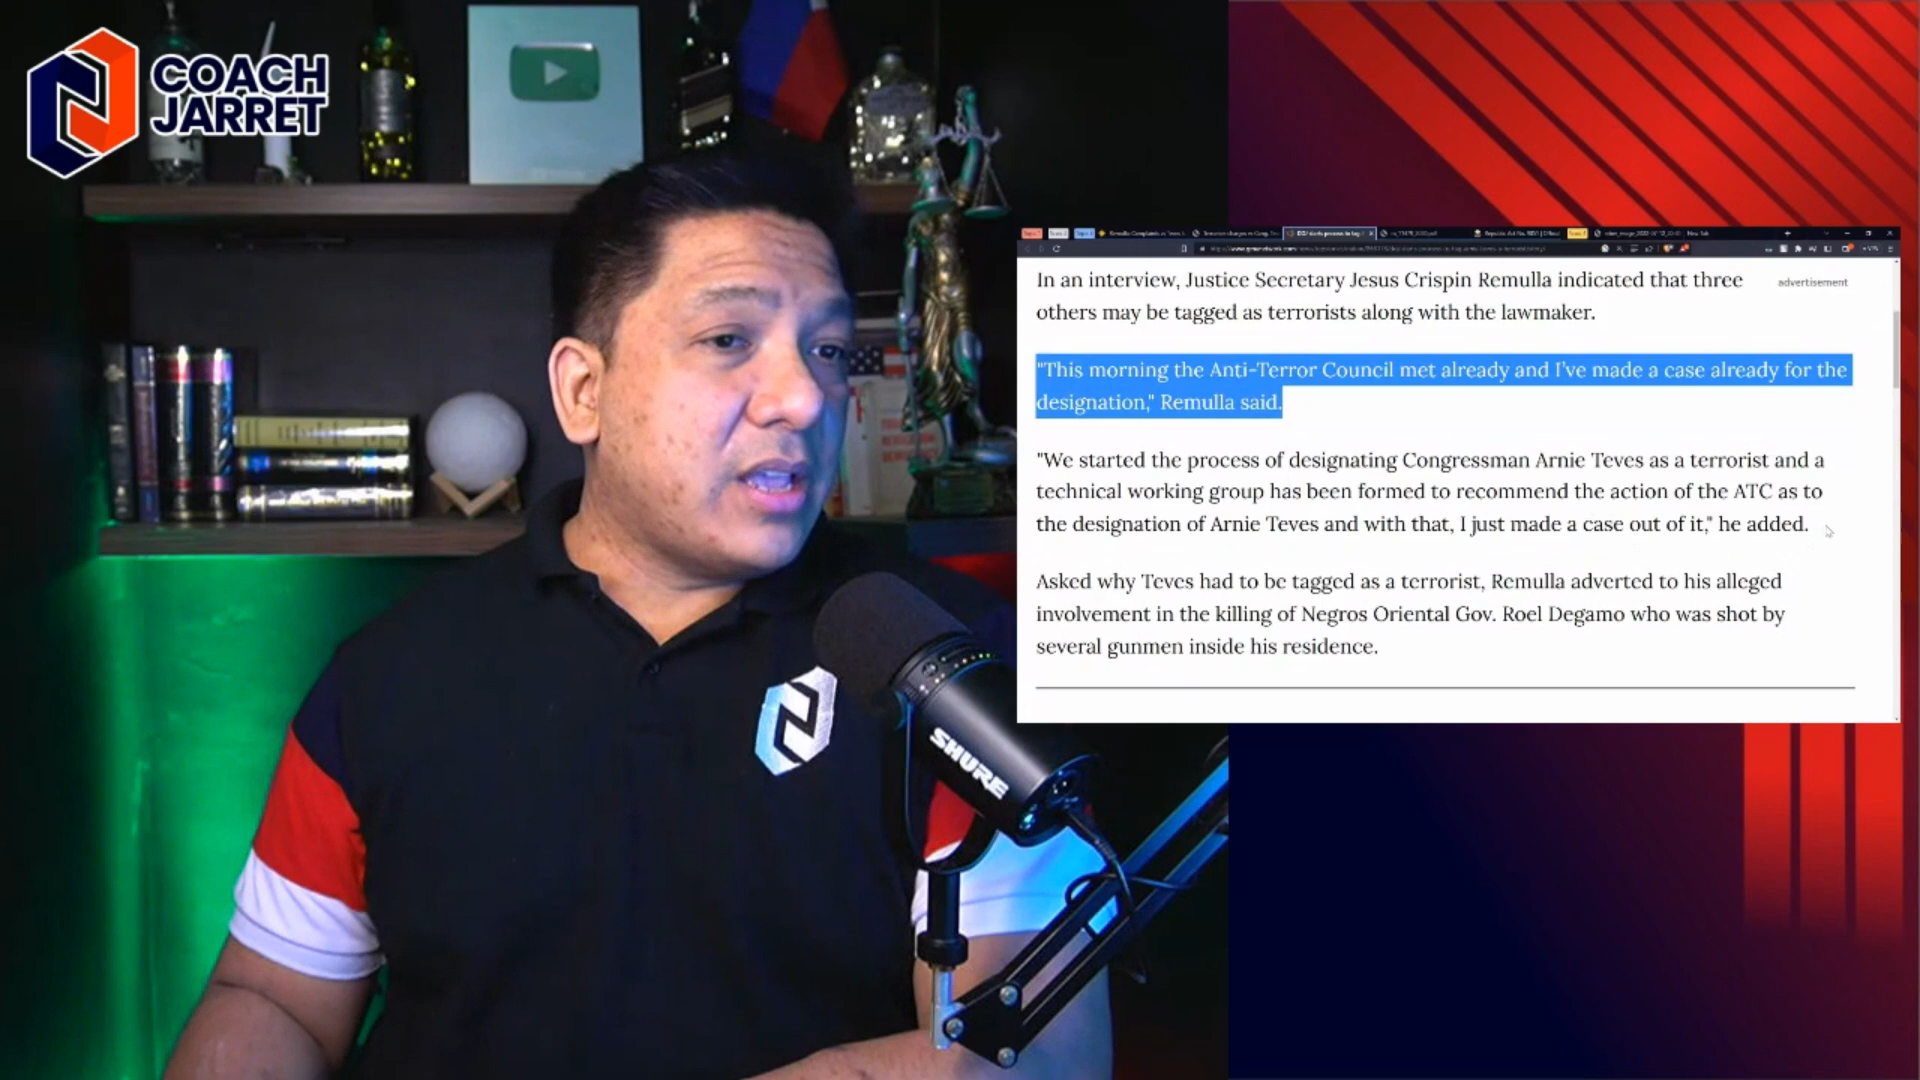 COACH
JARRET
advertisement
In an interview, Justice Secretary Jesus Crispin Remulla indicated that three
others may be tagged as terrorists along with the lawmaker.
"This morning the Anti-Terror Council met already and I've made a case already for the
designation," Remulla said.
"We started the process of designating Congressman Arnie Teves as a terrorist and a
technical working group has been formed to recommend the action of the ATC as to
the designation of Arnie Teves and with that, I just made a case out of it," he added.
Asked why Teves had to be tagged as a terrorist, Remulla adverted to his alleged
involvement in the killing of Negros Oriental Gov. Roel Degamo who was shot by
several gunmen inside his residence.
SHURE